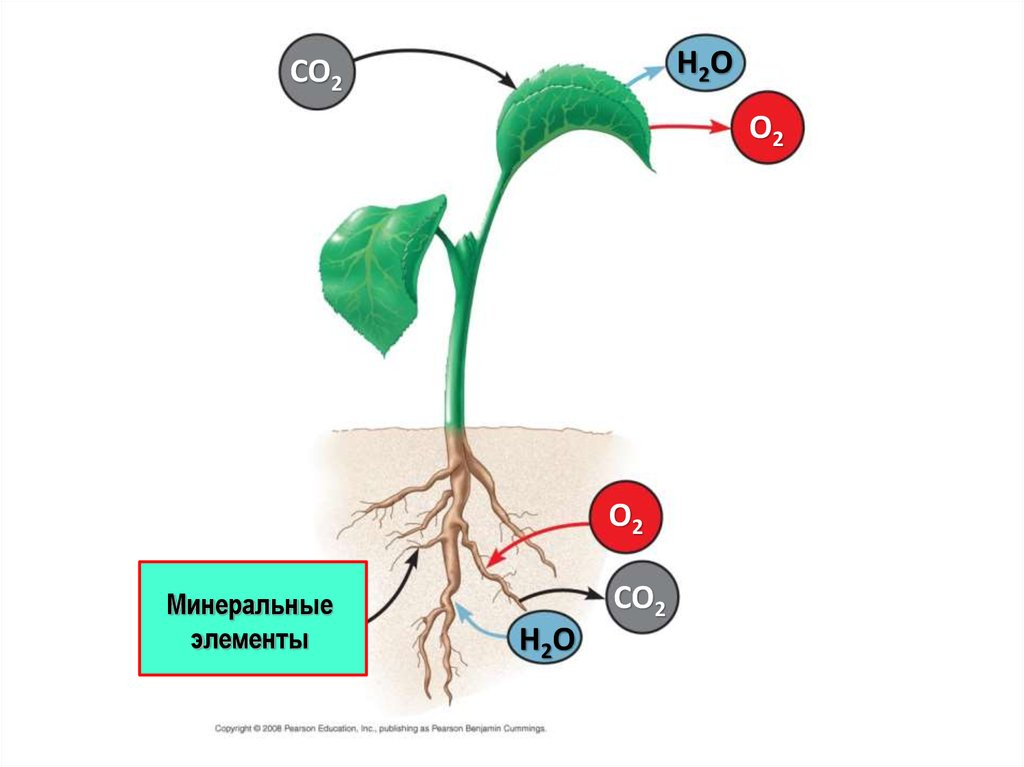 CO₂
H₂O
O₂
O₂
CO₂
H₂O
Минеральные
элементы
Copyright © 2008 Pearson Education, Inc., publishing as Pearson Benjamin Cummings.